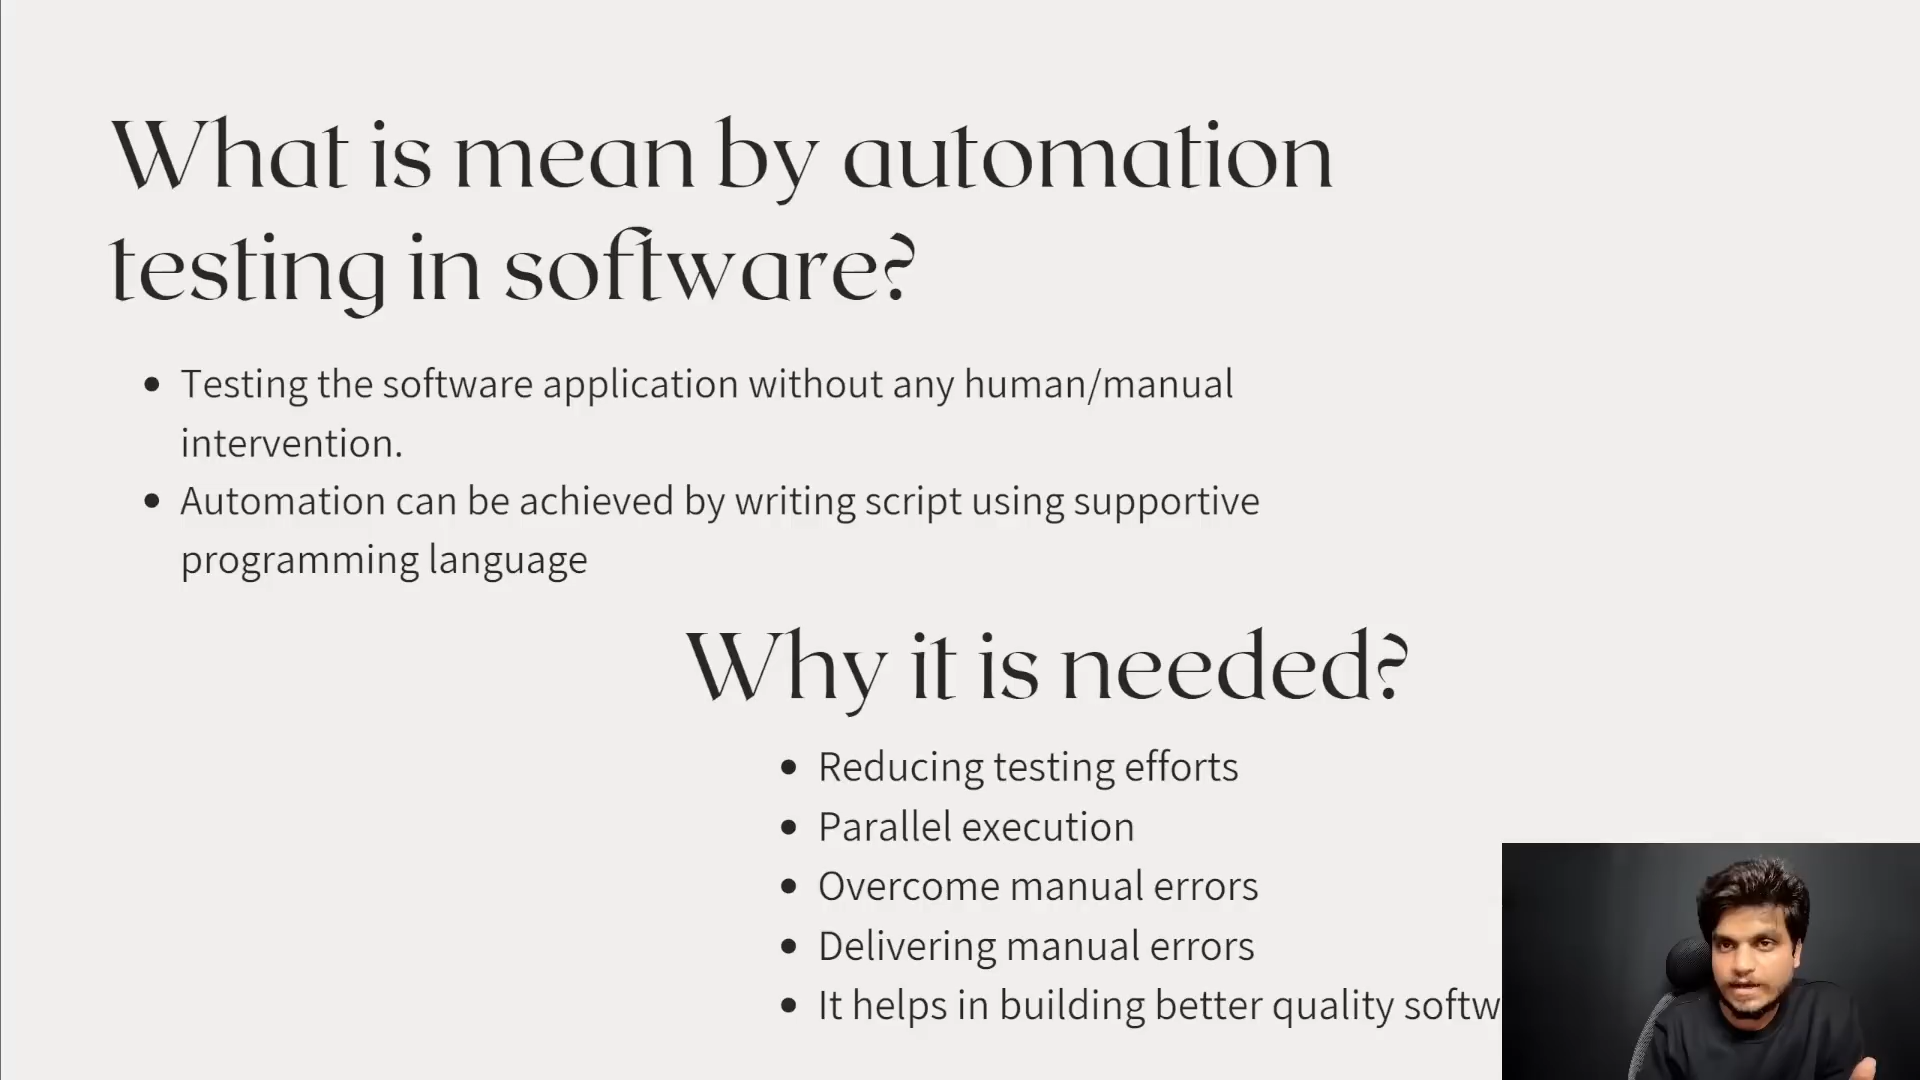 What is mean by automation
testing in software?
• Testing the software application without any human/manual
intervention.
• Automation can be achieved by writing script using supportive
programming language
Why it is needed?
• Reducing testing efforts
• Parallel execution
• Overcome manual errors
• Delivering manual errors
• It helps in building better quality